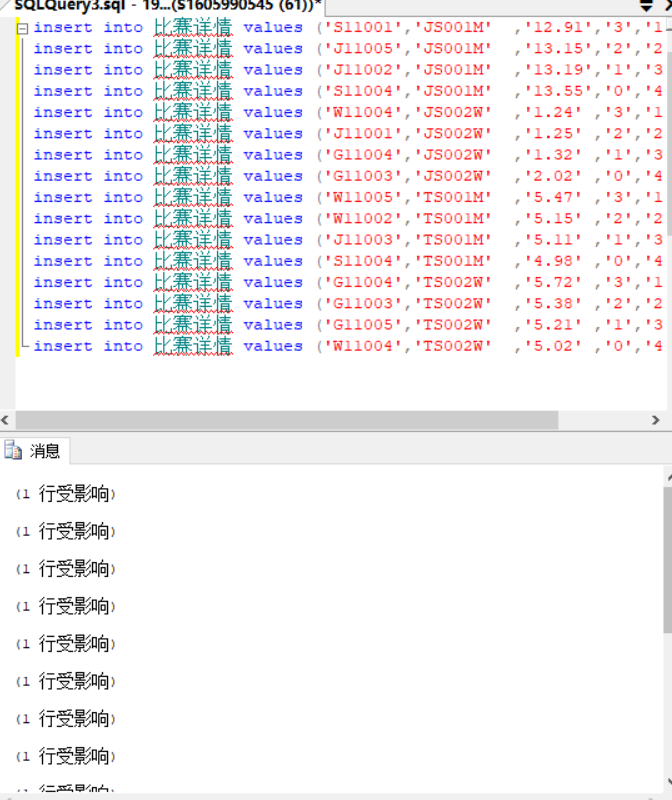 SQLQuery3.sql - 19...(S1605990545 (61))*
insert into 比赛详情 values ('S11001','JS001M' ,'12.91','3','1
insert into 比赛详情 values ('J11005','JS001M' ,'13.15','2','2
insert into 比赛详情 values ('J11002','JS001M' ,'13.19','1','3
insert into 比赛详情 values ('S11004','JS001M' ,'13.55','0','4
insert into 比赛详情 values ('W11004','JS002W' ,'1.24' ,'3','1
insert into 比赛详情 values ('J11001','JS002W' ,'1.25' ,'2','2
insert into 比赛详情 values ('G11004','JS002W' ,'1.32' ,'1','3
insert into 比赛详情 values ('G11003','JS002W' ,'2.02' ,'0','4
insert into 比赛详情 values ('W11005','TS001M' ,'5.47' ,'3','1
insert into 比赛详情 values ('W11002','TS001M' ,'5.15' ,'2','2
insert into 比赛详情 values ('J11003','TS001M' ,'5.11' ,'1','3
insert into 比赛详情 values ('S11004','TS001M' ,'4.98' ,'0','4
insert into 比赛详情 values ('G11004','TS002W' ,'5.72' ,'3','1
insert into 比赛详情 values ('G11003','TS002W' ,'5.38' ,'2','2
insert into 比赛详情 values ('G11005','TS002W' ,'5.21' ,'1','3
insert into 比赛详情 values ('W11004','TS002W' ,'5.02' ,'0','4
消息
(1 行受影响)
(1 行受影响)
(1 行受影响)
(1 行受影响)
(1 行受影响)
(1 行受影响)
(1 行受影响)
(1 行受影响)
(1 行受影响)